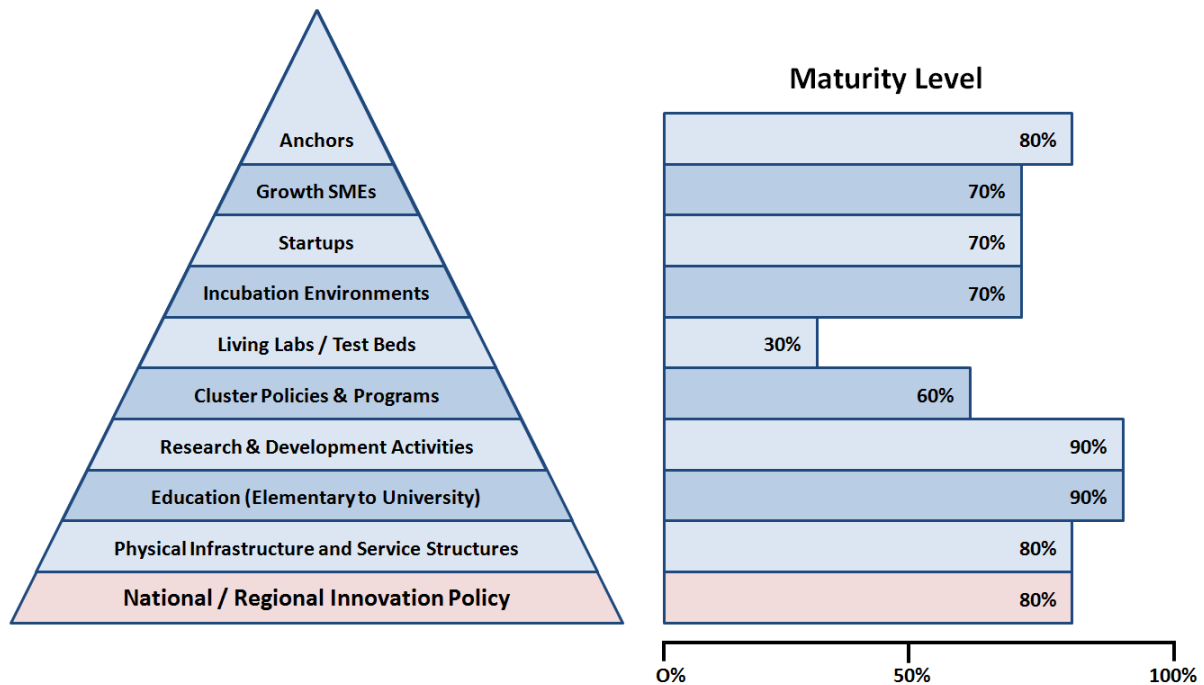 Maturity Level
Anchors
80%
Growth SMEs
70%
Startups
70%
Incubation Environments
70%
Living Labs / Test Beds
30%
Cluster Policies & Programs
60%
Research & Development Activities
90%
Education (Elementary to University)
90%
Physical Infrastructure and Service Structures
80%
National / Regional Innovation Policy
80%
0% 50% 100%